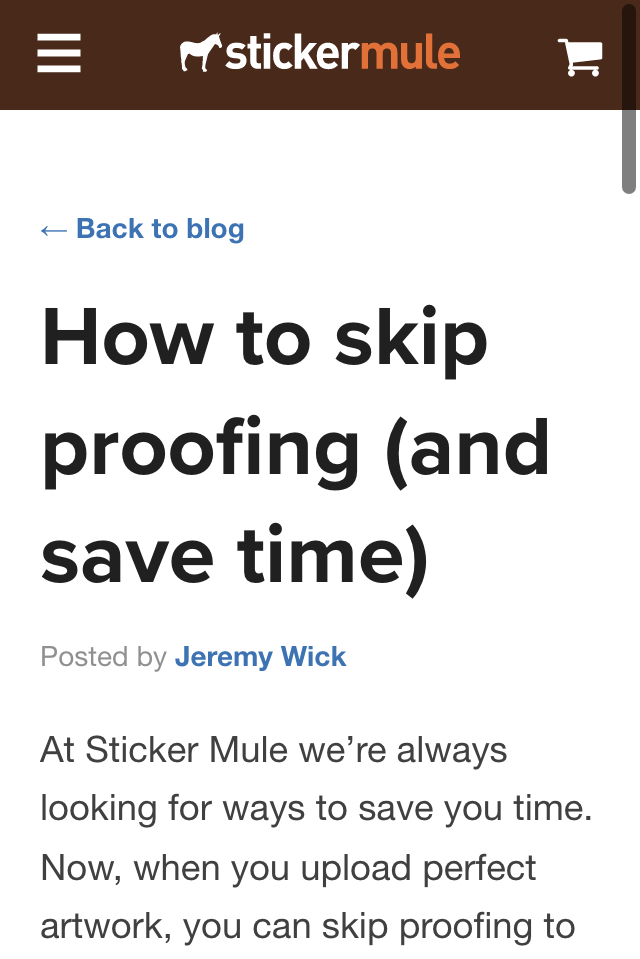 stickermule
← Back to blog
How to skip
proofing (and
save time)
Posted by Jeremy Wick
At Sticker Mule we’re always
looking for ways to save you time.
Now, when you upload perfect
artwork, you can skip proofing to